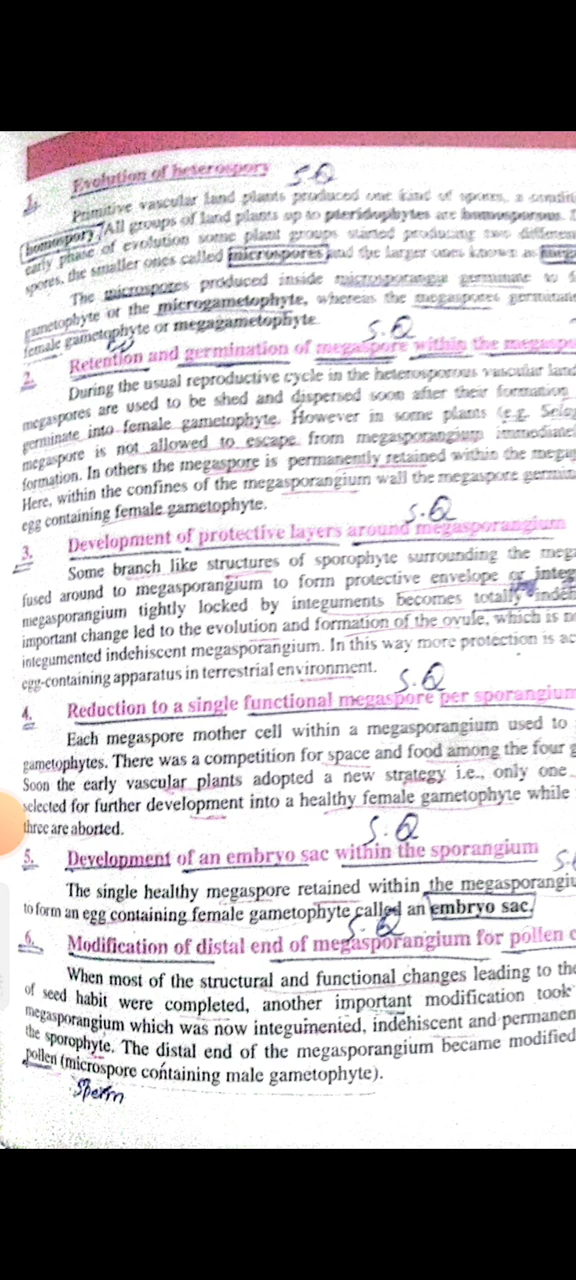 1. Evolution of heterospory S.Q
Primitive vascular land plants produced one kind of spores, a
homospory. All groups of land plants up to pteridophytes are homosporous.
early phase of evolution some plant groups started producing two
spores, the smaller ones called microspores and the larger ones known as
The microspores produced inside microsporangia germinate to
gametophyte or the microgametophyte, whereas the megaspores
female gametophyte or megagametophyte.
S.Q
2. Retention and germination of megaspore within the
During the usual reproductive cycle in the heterosporous vascular land
megaspores are used to be shed and dispersed soon after their formation
germinate into female gametophyte. However in some plants (e.g.
megaspore is not allowed to escape from megasporangium
formation. In others the megaspore is permanently retained within the
Here, within the confines of the megasporangium wall the megaspore
egg containing female gametophyte.
S.Q
3. Development of protective layers around megasporangium
Some branch like structures of sporophyte surrounding the
fused around to megasporangium to form protective envelope or
megasporangium tightly locked by integuments becomes totally
important change led to the evolution and formation of the ovule, which is
integumented indehiscent megasporangium. In this way more protection is
egg-containing apparatus in terrestrial environment.
S.Q
4. Reduction to a single functional megaspore per sporangium
Each megaspore mother cell within a megasporangium used to
gametophytes. There was a competition for space and food among the four
Soon the early vascular plants adopted a new strategy i.e., only one
selected for further development into a healthy female gametophyte while
three are aborted.
S.Q
5. Development of an embryo sac within the sporangium
The single healthy megaspore retained within the
to form an egg containing female gametophyte called an embryo sac.
S.Q
6. Modification of distal end of megasporangium for pollen
When most of the structural and functional changes leading to the
of seed habit were completed, another important modification took
megasporangium which was now integumented, indehiscent and
the sporophyte. The distal end of the megasporangium became modified
pollen (microspore containing male gametophyte).
Sperm